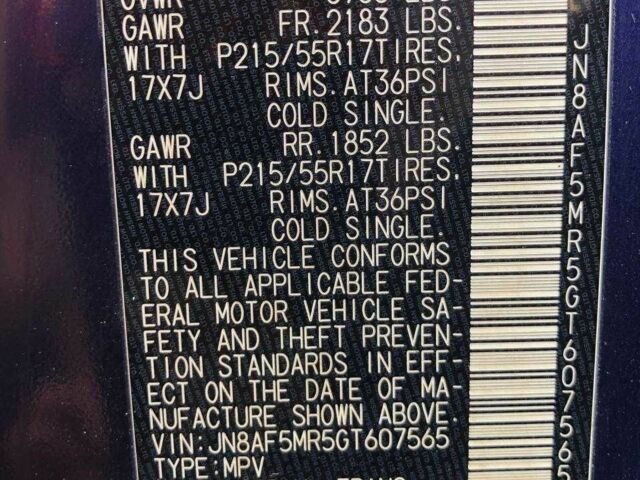 GAWR FR. 2183 LBS.
WITH P215/55R17TIRES,
17X7J RIMS. AT36PSI
COLD SINGLE.
GAWR RR. 1852 LBS.
WITH P215/55R17TIRES,
17X7J RIMS. AT36PSI
COLD SINGLE.
THIS VEHICLE CONFORMS
TO ALL APPLICABLE FED-
ERAL MOTOR VEHICLE SA-
FETY AND THEFT PREVEN-
TION STANDARDS IN EFF-
ECT ON THE DATE OF MA-
NUFACTURE SHOWN ABOVE.
VIN:JN8AF5MR5GT607565
TYPE:MPV
JN8AF5MR5GT607565